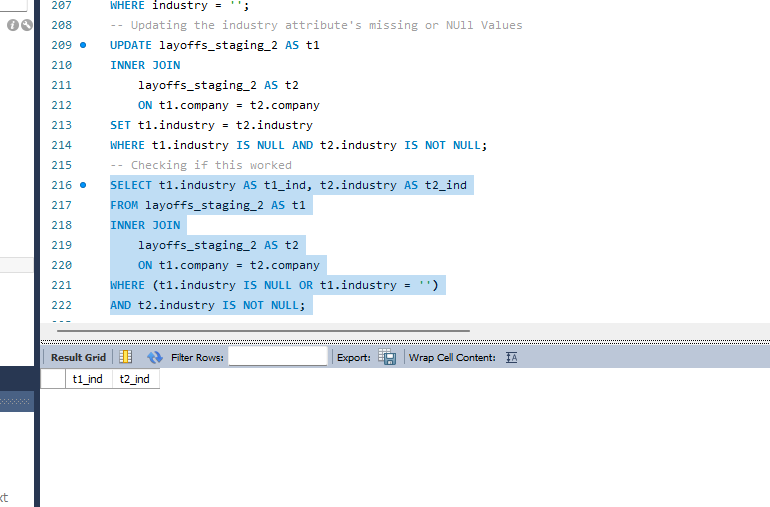 207 WHERE industry = '';
208 -- Updating the industry attribute's missing or NUll Values
209 UPDATE layoffs_staging_2 AS t1
210 INNER JOIN
211 layoffs_staging_2 AS t2
212 ON t1.company = t2.company
213 SET t1.industry = t2.industry
214 WHERE t1.industry IS NULL AND t2.industry IS NOT NULL;
215 -- Checking if this worked
216 SELECT t1.industry AS t1_ind, t2.industry AS t2_ind
217 FROM layoffs_staging_2 AS t1
218 INNER JOIN
219 layoffs_staging_2 AS t2
220 ON t1.company = t2.company
221 WHERE (t1.industry IS NULL OR t1.industry = '')
222 AND t2.industry IS NOT NULL;
Result Grid Filter Rows: Export: Wrap Cell Content:
t1_ind t2_ind